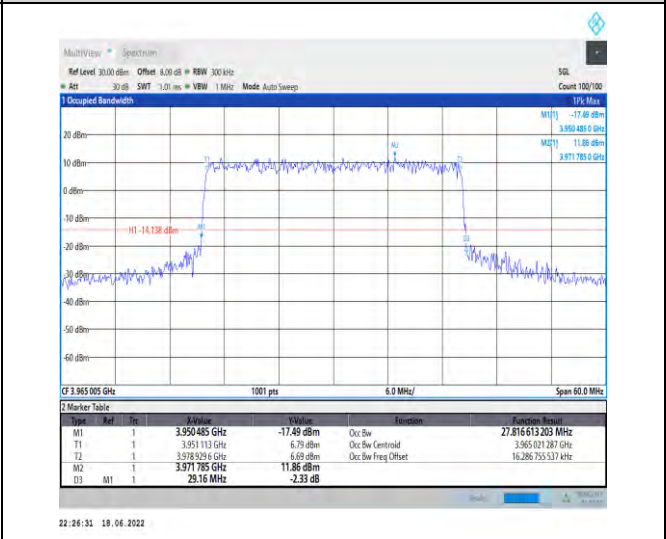 MultiView Spectrum
Ref Level 30.00 dBm Offset 8.09 dB RBW 300 kHz SGL
Att 30 dB SWT 1.01 ms VBW 1 MHz Mode Auto Sweep Count 100/100
1 Occupied Bandwidth 1Pk Max
M1[1] -17.49 dBm
3.950 485 0 GHz
M2[1] 11.86 dBm
3.971 785 0 GHz
20 dBm
M2
10 dBm
T1 T2
0 dBm
-10 dBm
H1 -14.138 dBm
M1
-20 dBm
D3
-30 dBm
-40 dBm
-50 dBm
-60 dBm
CF 3.965 005 GHz 1001 pts 6.0 MHz/ Span 60.0 MHz
2 Marker Table
Type Ref Trc X-Value Y-Value Function Function Result
M1 1 3.950 485 GHz -17.49 dBm Occ Bw 27.816 613 203 MHz
T1 1 3.951 113 GHz 6.79 dBm Occ Bw Centroid 3.965 021 287 GHz
T2 1 3.978 929 6 GHz 6.69 dBm Occ Bw Freq Offset 16.286 755 537 kHz
M2 1 3.971 785 GHz 11.86 dBm
D3 M1 1 29.16 MHz -2.33 dB
22:26:31 18.06.2022